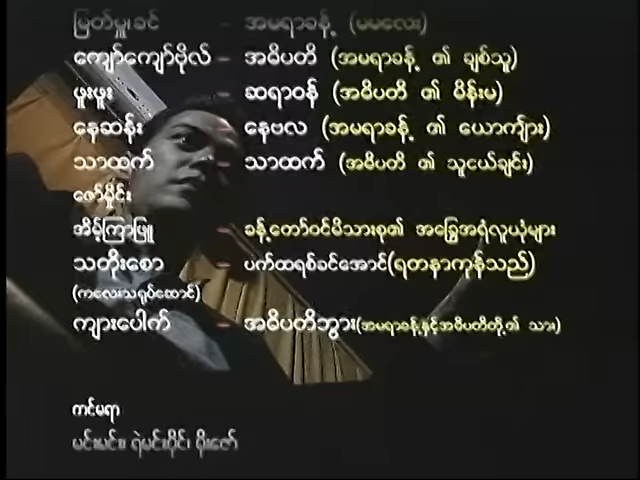 မြတ်မှူးခင် - အမရာခန့် (မမလေး)
ကျော်ကျော်ဗိုလ် - အဓိပတိ (အမရာခန့် ၏ ချစ်သူ)
ဖူးဖူး - ဆရာဝန် (အဓိပတိ ၏ မိန်းမ)
နေဆန်း - နေဗလ (အမရာခန့် ၏ ယောကျ်ား)
သာထက် - သာထက် (အဓိပတိ ၏ သူငယ်ချင်း)
ဇော်မှိုင်း
အိန့်ကြာဖြူ - ခန့်တော်ဝင်မိသားစု၏ အခြွေအရံလူယုံများ
သတိုးစော - ပက်ထရစ်ခင်အောင်(ရတနာကုန်သည်)
(ကလေးသရုပ်ဆောင်)
ကျားပေါက် - အဓိပတိဘွား(အမရာခန့်နှင့်အဓိပတိတို့၏ သား)
ကင်မရာ
မင်းမင်း၊ ရဲမင်းပိုင်၊ မိုးဇော်